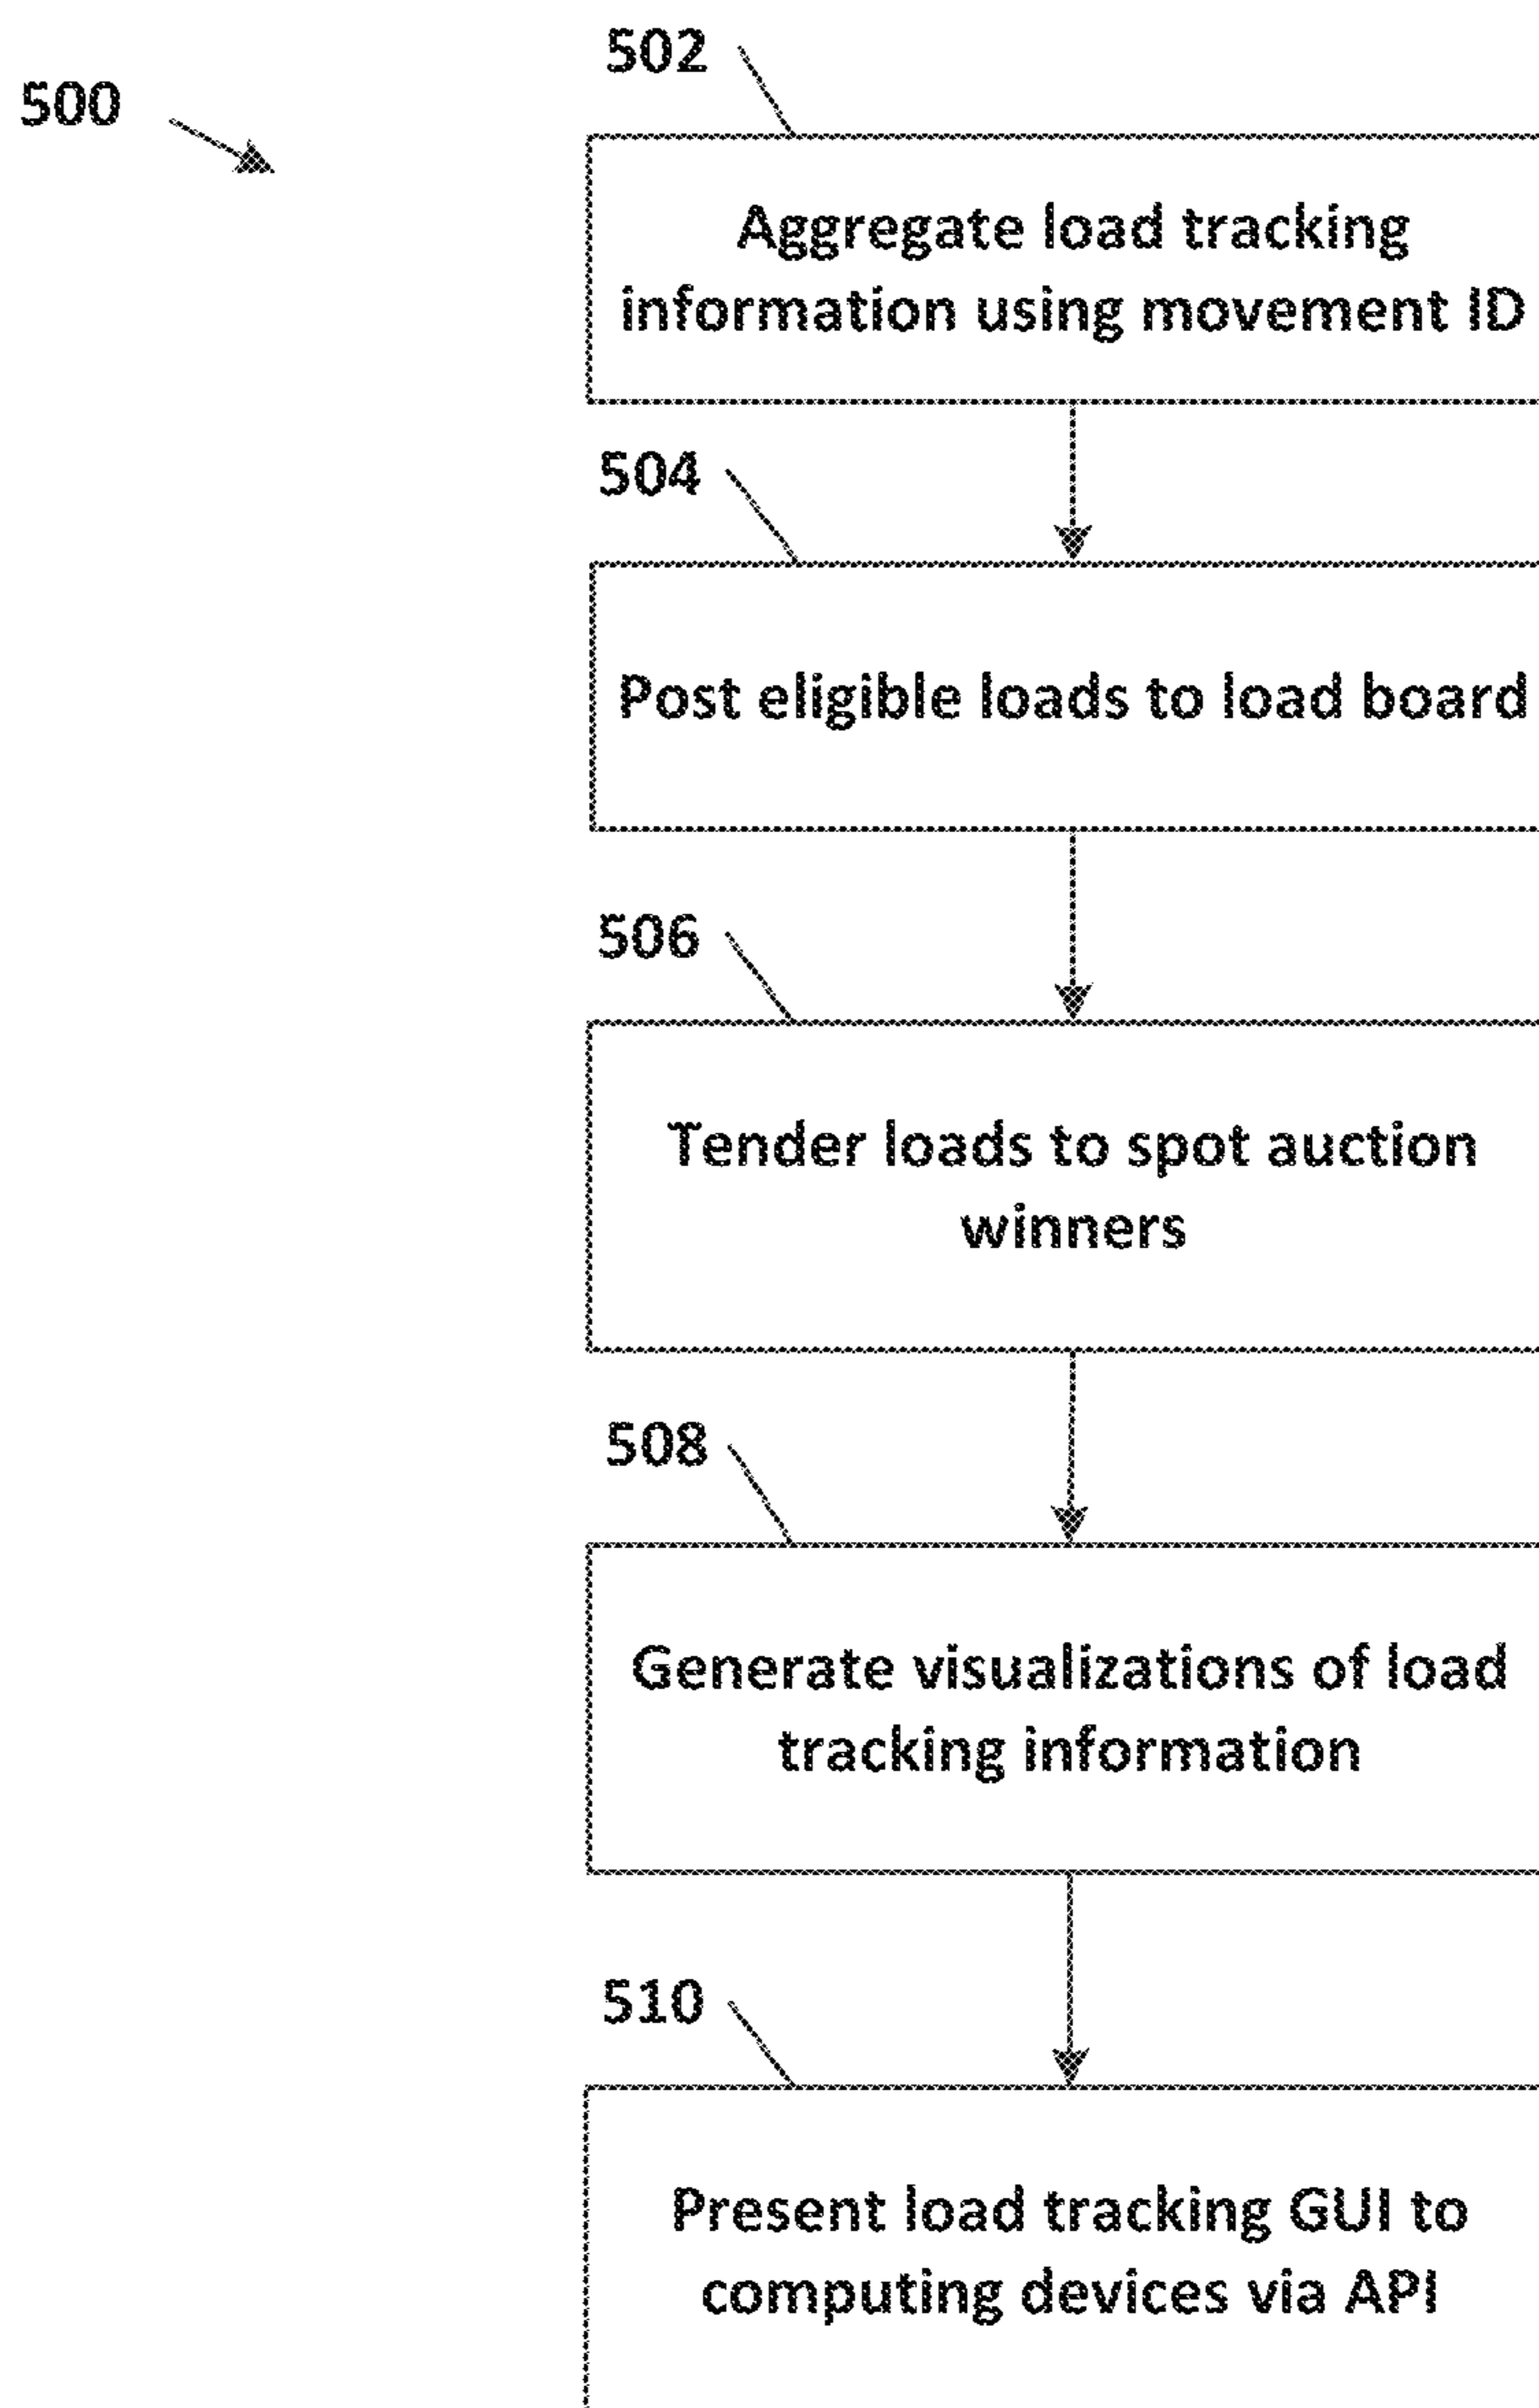 500
502
Aggregate load tracking
information using movement ID
504
Post eligible loads to load board
506
Tender loads to spot auction
winners
508
Generate visualizations of load
tracking information
510
Present load tracking GUI to
computing devices via API